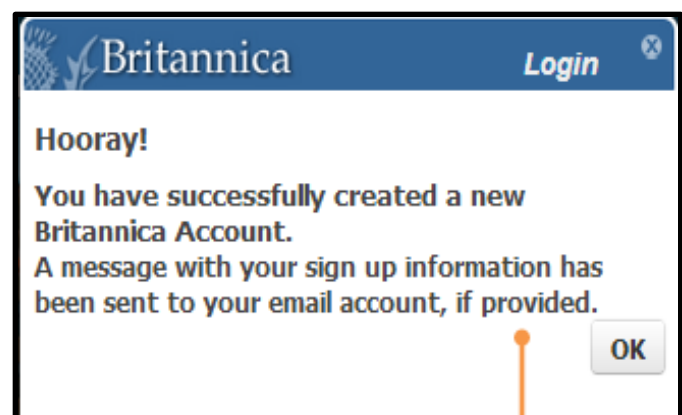 Britannica
Login
Hooray!
You have successfully created a new
Britannica Account.
A message with your sign up information has
been sent to your email account, if provided.
OK